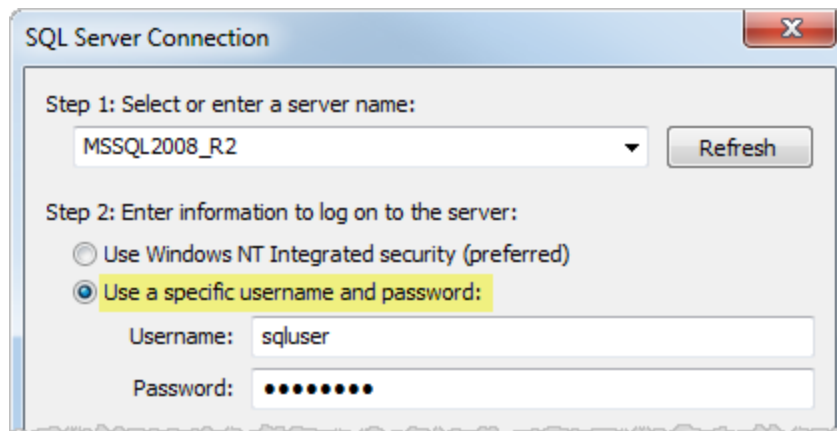 SQL Server Connection
Step 1: Select or enter a server name:
MSSQL2008_R2
Refresh
Step 2: Enter information to log on to the server:
Use Windows NT Integrated security (preferred)
Use a specific username and password:
Username: sqluser
Password: ●●●●●●●●